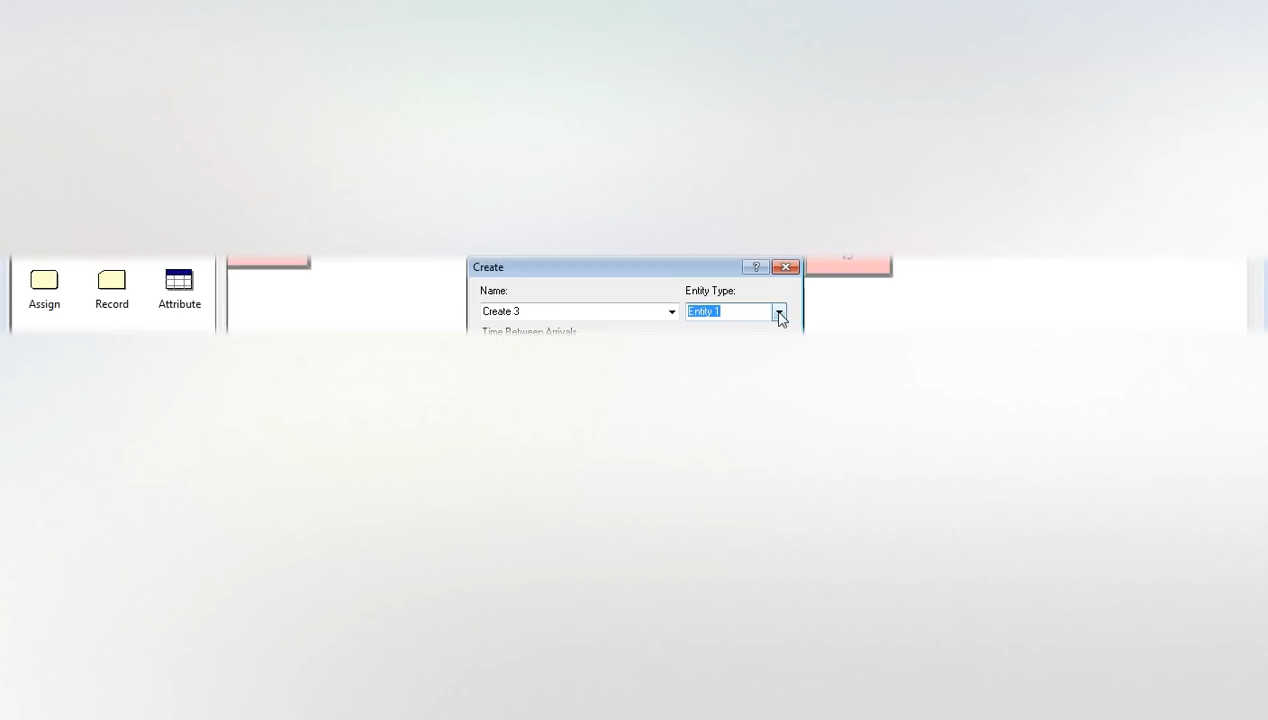 Create
?
Assign
Record
Attribute
Name:
Entity Type:
Create 3
Entity 1
Time Between Arrivals